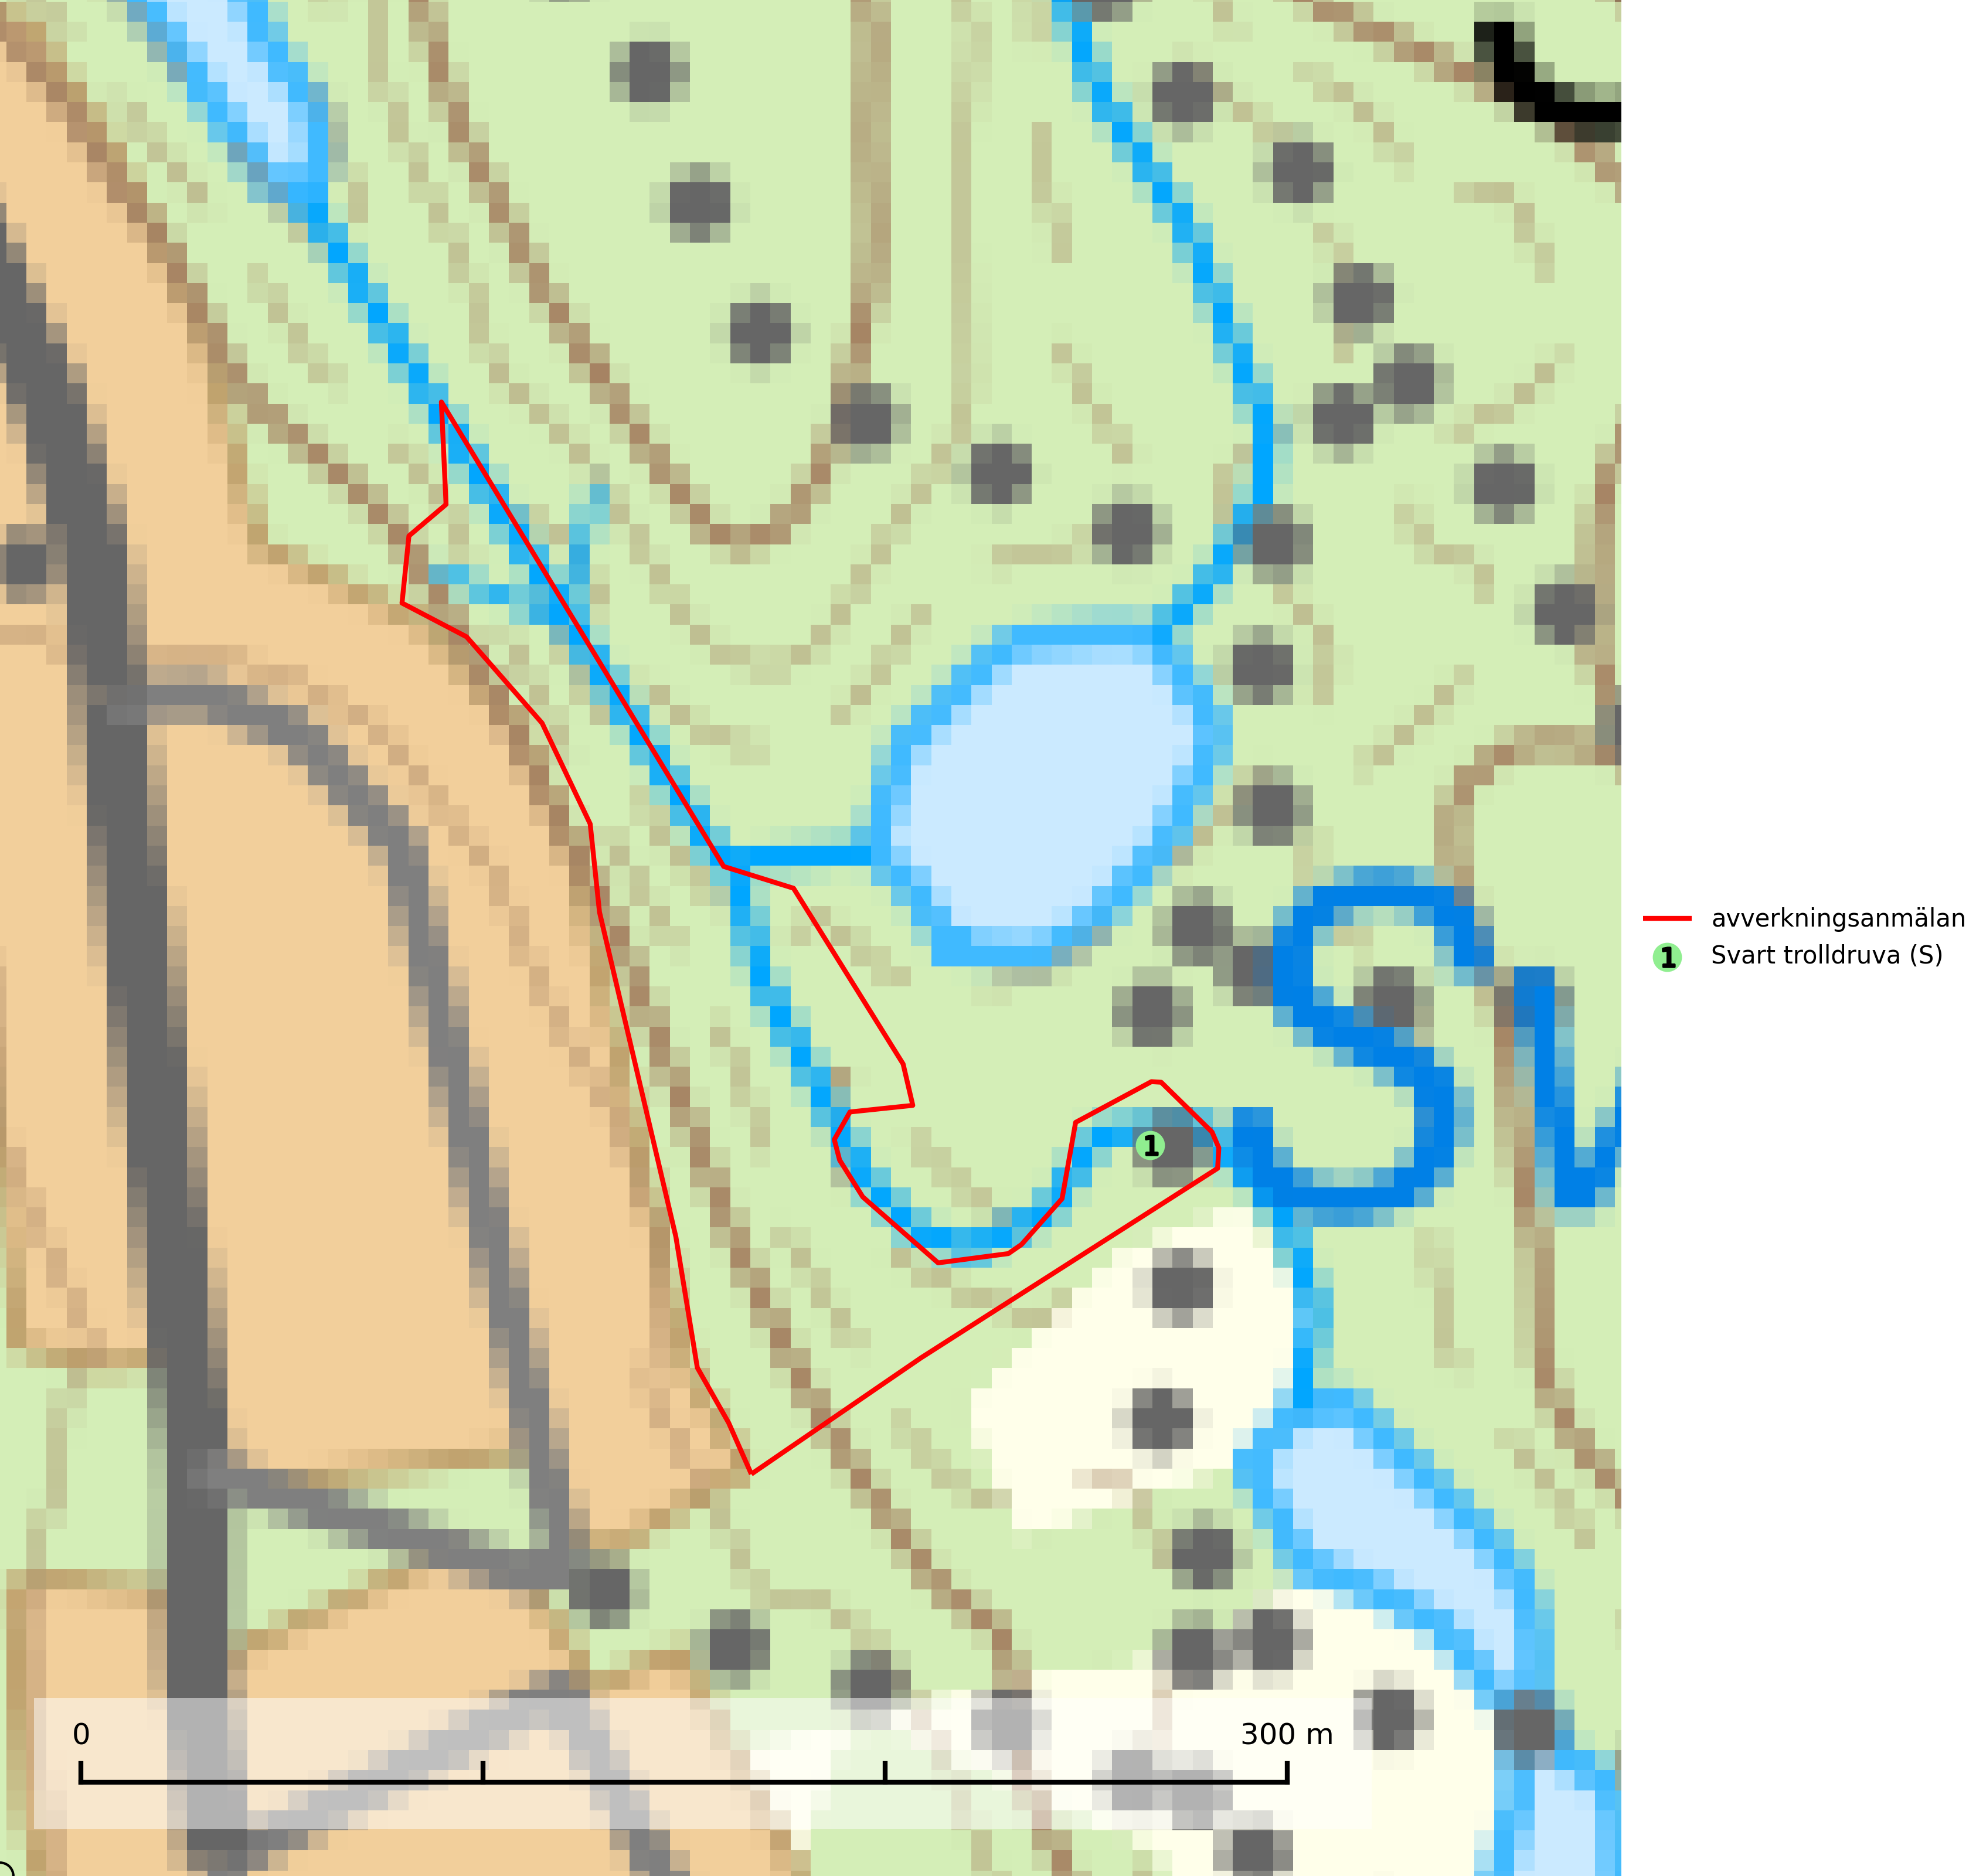 avverkningsanmälan
1 Svart trolldruva (S)
1
0 300 m